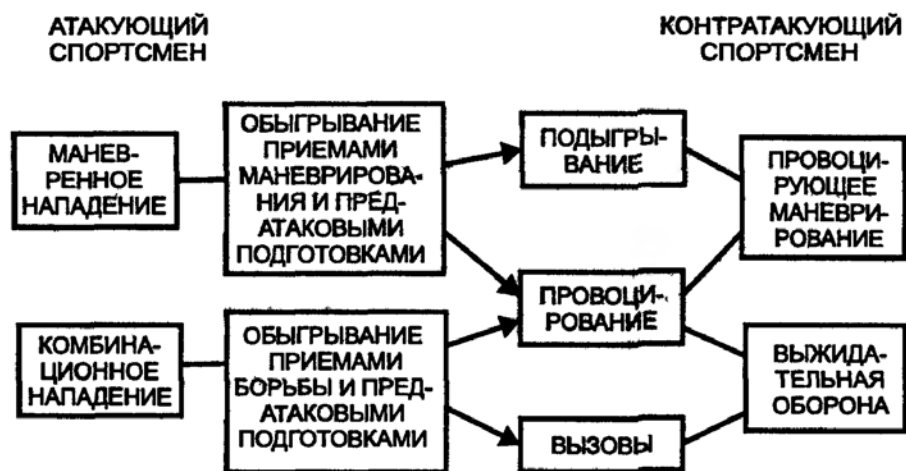 АТАКУЮЩИЙ
СПОРТСМЕН
КОНТРАТАКУЮЩИЙ
СПОРТСМЕН
МАНЕВ-
РЕННОЕ
НАПАДЕНИЕ
ОБЫГРЫВАНИЕ
ПРИЕМАМИ
МАНЕВРИРОВА-
НИЯ И ПРЕД-
АТАКОВЫМИ
ПОДГОТОВКАМИ
ПОДЫГРЫ-
ВАНИЕ
ПРОВОЦИ-
РУЮЩЕЕ
МАНЕВРИ-
РОВАНИЕ
КОМБИНА-
ЦИОННОЕ
НАПАДЕНИЕ
ОБЫГРЫВАНИЕ
ПРИЕМАМИ
БОРЬБЫ И ПРЕД-
АТАКОВЫМИ
ПОДГОТОВКАМИ
ПРОВОЦИ-
РОВАНИЕ
ВЫЗОВЫ
ВЫЖИДА-
ТЕЛЬНАЯ
ОБОРОНА